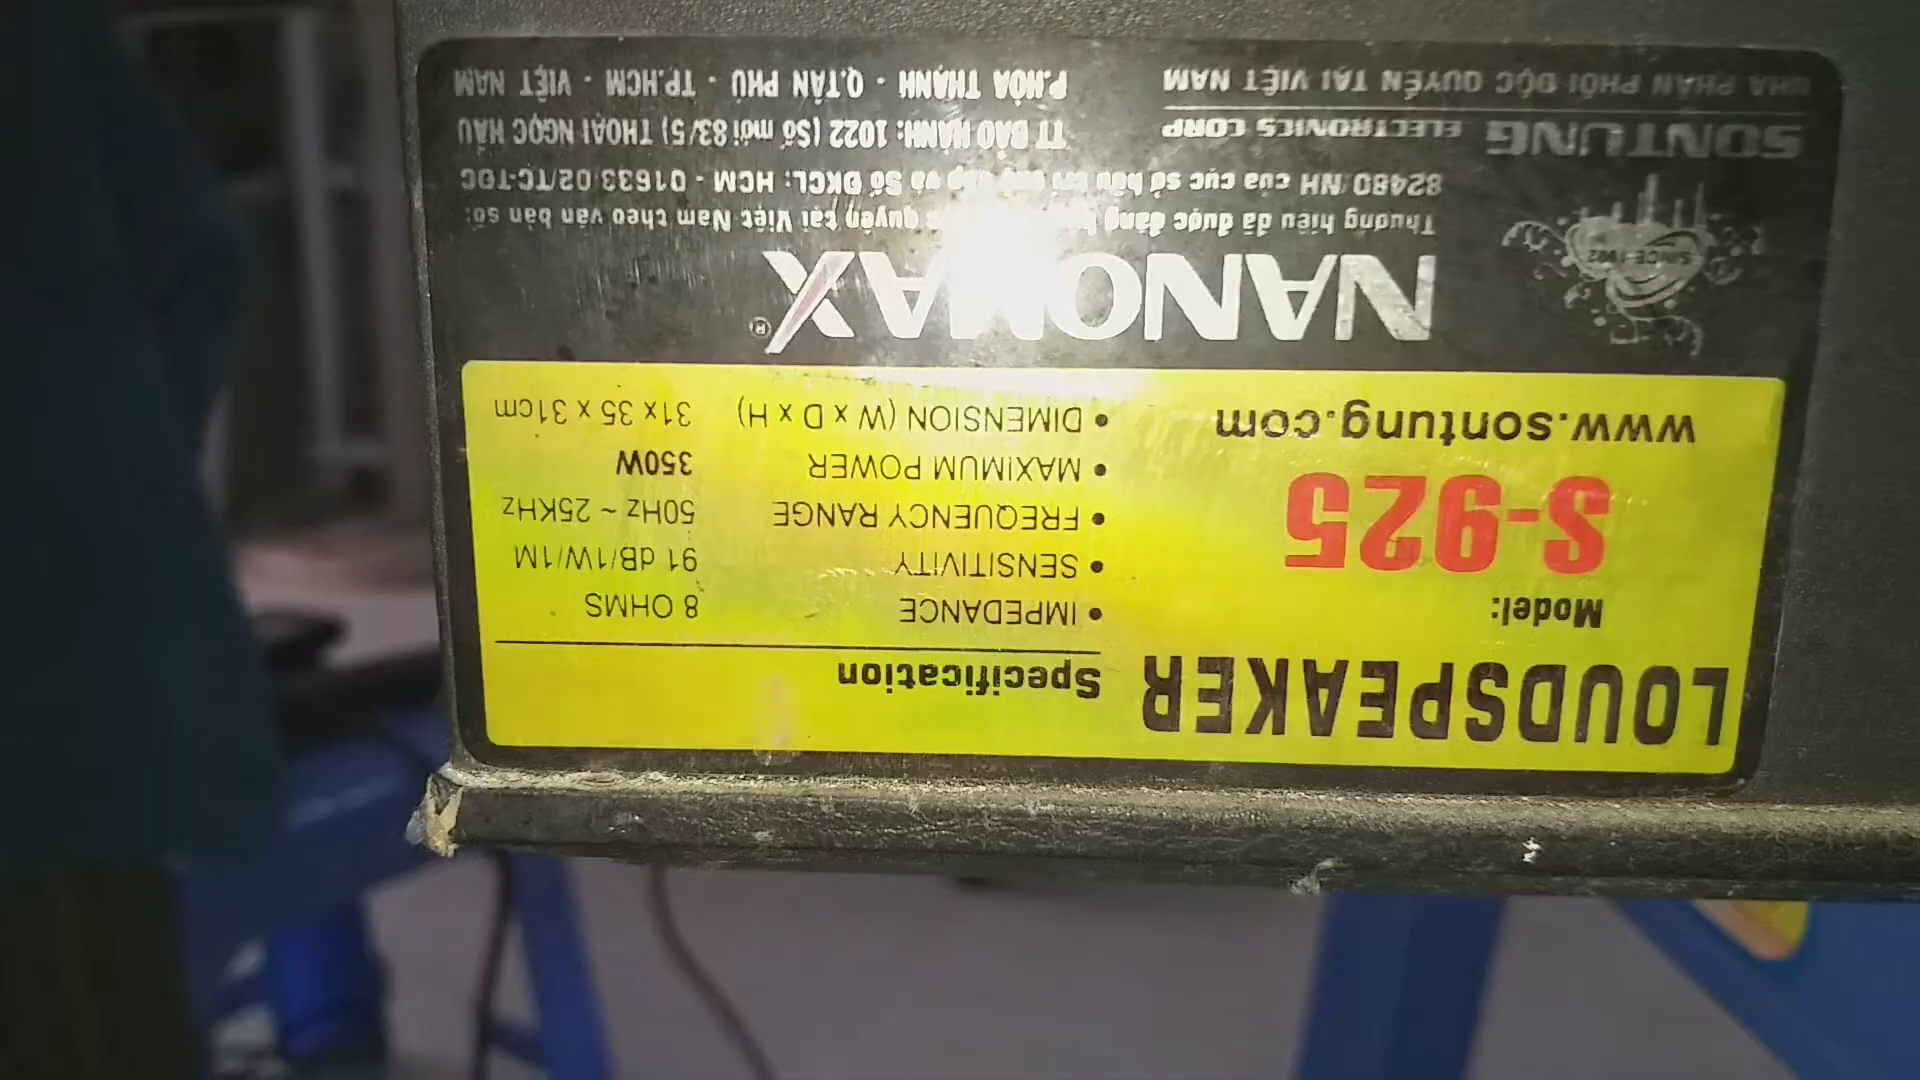 LOUDSPEAKER
Model:
S-925
www.sontung.com
Specification
• IMPEDANCE 8 OHMS
• SENSITIVITY 91 dB/1W/1M
• FREQUENCY RANGE 50Hz ~ 25KHz
• MAXIMUM POWER 350W
• DIMENSION (W x D x H) 31x 35 x 31cm
NANOMAX®
SINCE
Thương hiệu đã được đăng quyền tại Việt Nam theo văn bản số:
82480 NH của cục sở hữu và Số ĐKCL: HCM - 01633.02/TC-TĐC
SONTUNG ELECTRONICS CORP
NHÀ PHÂN PHỐI ĐỘC QUYỀN TẠI VIỆT NAM
TT BẢO HÀNH: 1022 (Số mới 83/5) THOẠI NGỌC HẦU
P.HÒA THẠNH - Q.TÂN PHÚ - TP.HCM - VIỆT NAM